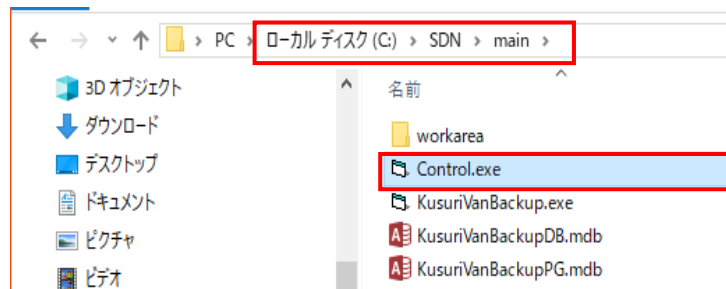 PC › ローカル ディスク (C:) › SDN › main ›
3D オブジェクト
ダウンロード
デスクトップ
ドキュメント
ピクチャ
ビデオ
名前
workarea
Control.exe
KusuriVanBackup.exe
KusuriVanBackupDB.mdb
KusuriVanBackupPG.mdb